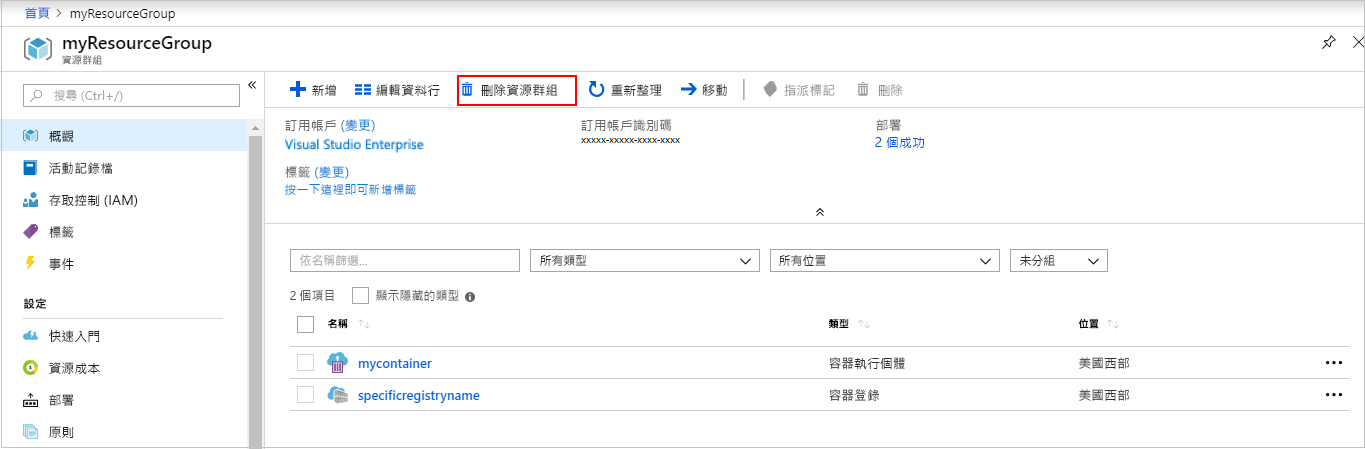 首頁 > myResourceGroup
myResourceGroup
資源群組
搜尋 (Ctrl+/)
概觀
活動記錄檔
存取控制 (IAM)
標籤
事件
設定
快速入門
資源成本
部署
原則
新增 編輯資料行 刪除資源群組 重新整理 移動 指派標記 刪除
訂用帳戶 (變更) 訂用帳戶識別碼 部署
Visual Studio Enterprise xxxxx-xxxxx-xxxx-xxxx 2 個成功
標籤 (變更)
按一下這裡即可新增標籤
依名稱篩選... 所有類型 所有位置 未分組
2 個項目 顯示隱藏的類型
名稱 類型 位置
mycontainer 容器執行個體 美國西部
specificregistryname 容器登錄 美國西部